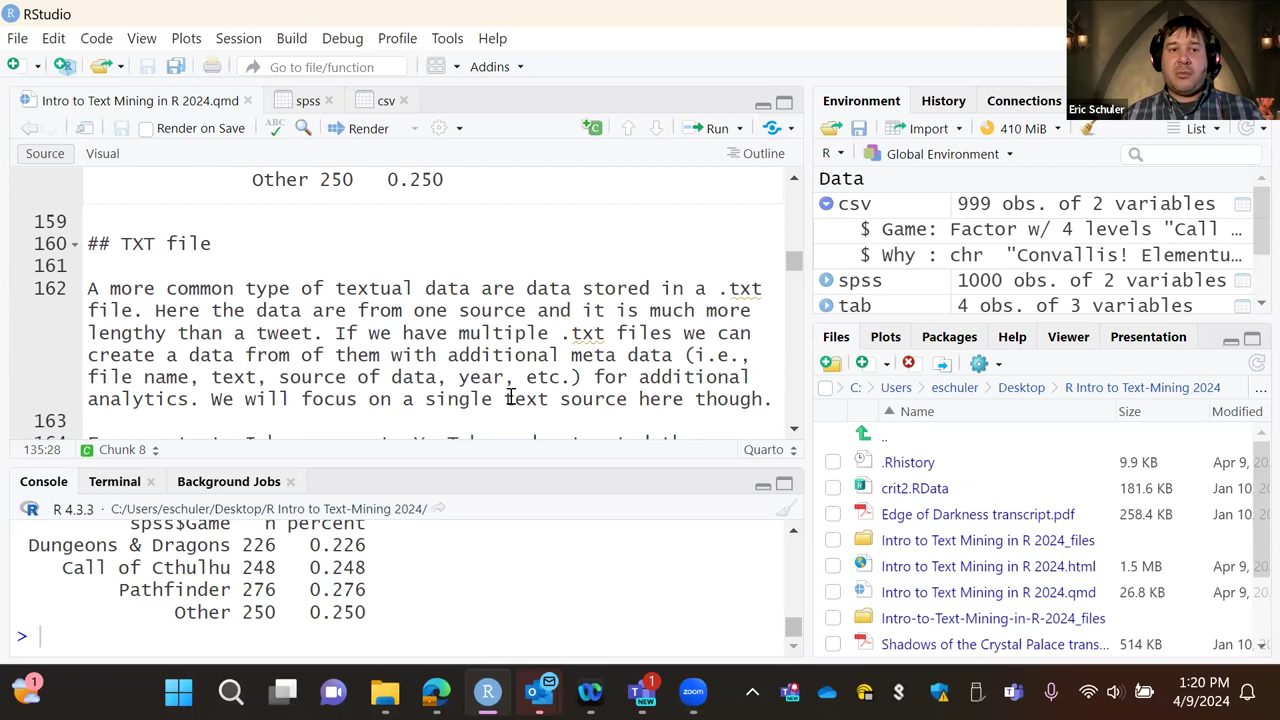 RStudio
File Edit Code View Plots Session Build Debug Profile Tools Help
Go to file/function Addins
Intro to Text Mining in R 2024.qmd spss csv
Render on Save ABC Render Run
Source Visual Outline
Other 250 0.250
159
160 ## TXT file
161
162 A more common type of textual data are data stored in a .txt
file. Here the data are from one source and it is much more
lengthy than a tweet. If we have multiple .txt files we can
create a data from of them with additional meta data (i.e.,
file name, text, source of data, year, etc.) for additional
analytics. We will focus on a single text source here though.
163
135:28 Chunk 8 Quarto
Console Terminal Background Jobs
R 4.3.3 · C:/Users/eschuler/Desktop/R Intro to Text-Mining 2024/
spss$Game n percent
Dungeons & Dragons 226 0.226
Call of Cthulhu 248 0.248
Pathfinder 276 0.276
Other 250 0.250
>
Eric Schuler
Environment History Connections
Import 410 MiB List
R Global Environment
Data
csv 999 obs. of 2 variables
$ Game: Factor w/ 4 levels "Call …
$ Why : chr "Convallis! Elementu…
spss 1000 obs. of 2 variables
tab 4 obs. of 3 variables
Files Plots Packages Help Viewer Presentation
C: Users eschuler Desktop R Intro to Text-Mining 2024 ...
Name Size Modified
..
.Rhistory 9.9 KB Apr 9, 20
crit2.RData 181.6 KB Jan 10,
Edge of Darkness transcript.pdf 258.4 KB Jan 10,
Intro to Text Mining in R 2024_files
Intro to Text Mining in R 2024.html 1.5 MB Apr 9, 20
Intro to Text Mining in R 2024.qmd 26.8 KB Apr 9, 20
Intro-to-Text-Mining-in-R-2024_files
Shadows of the Crystal Palace trans... 514 KB Jan 10,
1 R NEW 1 zoom 1:20 PM
4/9/2024